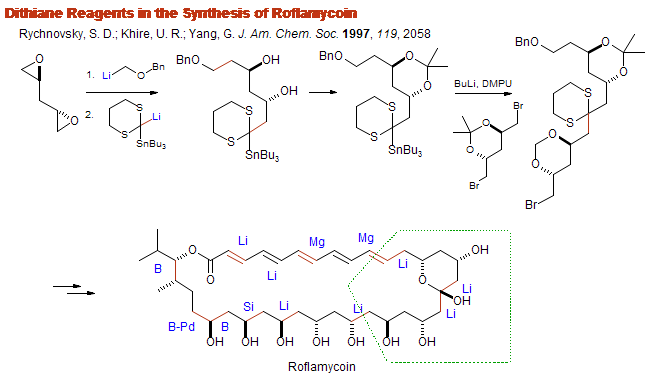 Dithiane Reagents in the Synthesis of Roflamycoin
Rychnovsky, S. D.; Khire, U. R.; Yang, G. J. Am. Chem. Soc. 1997, 119, 2058
O
O
1. Li O Bn
2. S S Li SnBu3
BnO OH
OH
S S
SnBu3
BnO O
O
S S
SnBu3
BuLi, DMPU
Br
O
O
Br
BnO O
O
S S
O
O
Br
O
O
B
Li
Li
Mg
Mg
Li
OH
O
Li
OH
Li
B-Pd
B
Si
Li
Li
OH OH OH OH OH OH OH
Roflamycoin